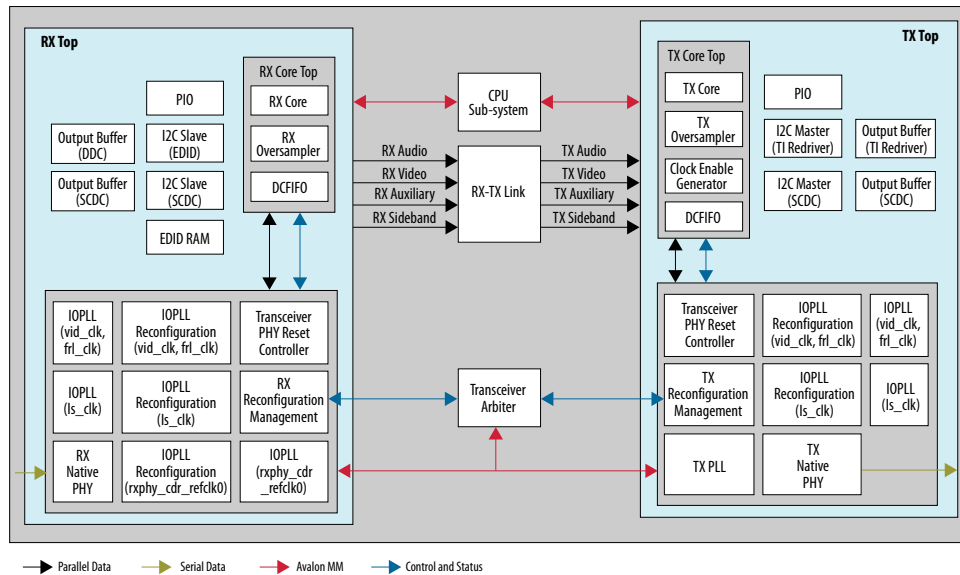 RX Top
TX Top
RX Core Top
RX Core
RX
Oversampler
DCFIFO
PIO
Output Buffer
(DDC)
I2C Slave
(EDID)
Output Buffer
(SCDC)
I2C Slave
(SCDC)
EDID RAM
CPU
Sub-system
RX Audio
RX Video
RX Auxiliary
RX Sideband
RX-TX Link
TX Audio
TX Video
TX Auxiliary
TX Sideband
TX Core Top
TX Core
TX
Oversampler
Clock Enable
Generator
DCFIFO
PIO
I2C Master
(TI Redriver)
Output Buffer
(TI Redriver)
I2C Master
(SCDC)
Output Buffer
(SCDC)
IOPLL
(vid_clk,
frl_clk)
IOPLL
Reconfiguration
(vid_clk, frl_clk)
Transceiver
PHY Reset
Controller
IOPLL
(ls_clk)
IOPLL
Reconfiguration
(ls_clk)
RX
Reconfiguration
Management
RX
Native
PHY
IOPLL
Reconfiguration
(rxphy_cdr_refclk0)
IOPLL
(rxphy_cdr
_refclk0)
Transceiver
Arbiter
Transceiver
PHY Reset
Controller
IOPLL
Reconfiguration
(vid_clk, frl_clk)
IOPLL
(vid_clk,
frl_clk)
TX
Reconfiguration
Management
IOPLL
Reconfiguration
(ls_clk)
IOPLL
(ls_clk)
TX PLL
TX
Native
PHY
Parallel Data
Serial Data
Avalon MM
Control and Status